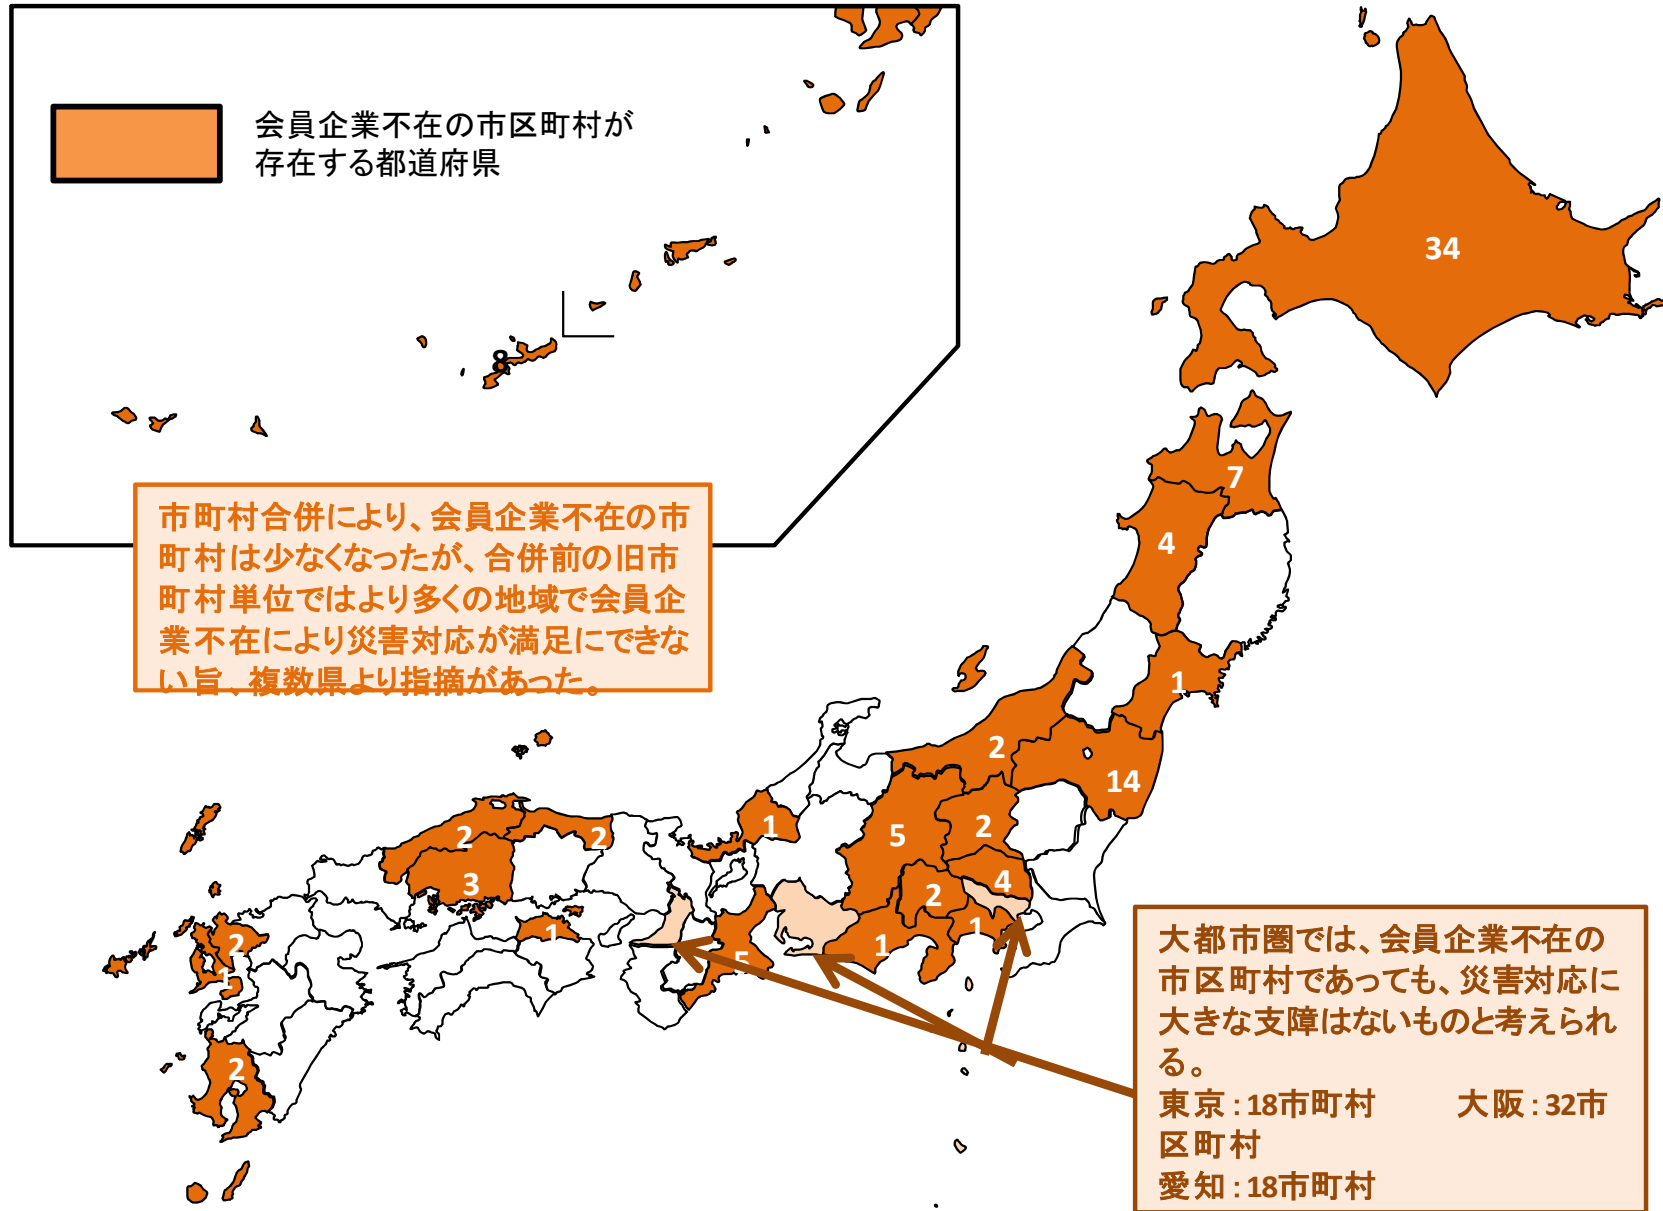 会員企業不在の市区町村が
存在する都道府県
34
8
7
市町村合併により、会員企業不在の市
町村は少なくなったが、合併前の旧市
町村単位ではより多くの地域で会員企
業不在により災害対応が満足にできな
い旨、複数県より指摘があった。
4
1
2
14
1
2
5
2
2
3
2
4
1
2
1
1
5
1
2
2
大都市圏では、会員企業不在の
市区町村であっても、災害対応に
大きな支障はないものと考えられ
る。
東京：18市町村 大阪：32市
区町村
愛知：18市町村